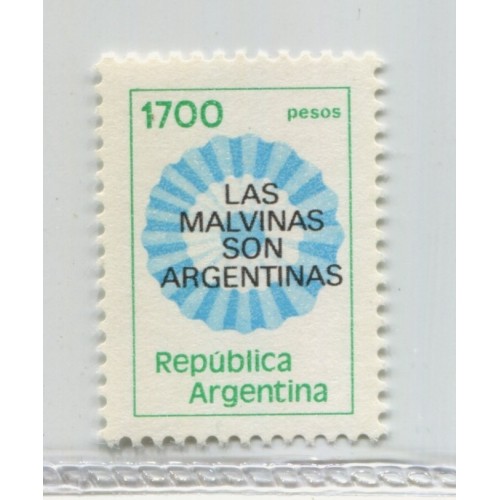 1700 pesos
LAS
MALVINAS
SON
ARGENTINAS
República
Argentina